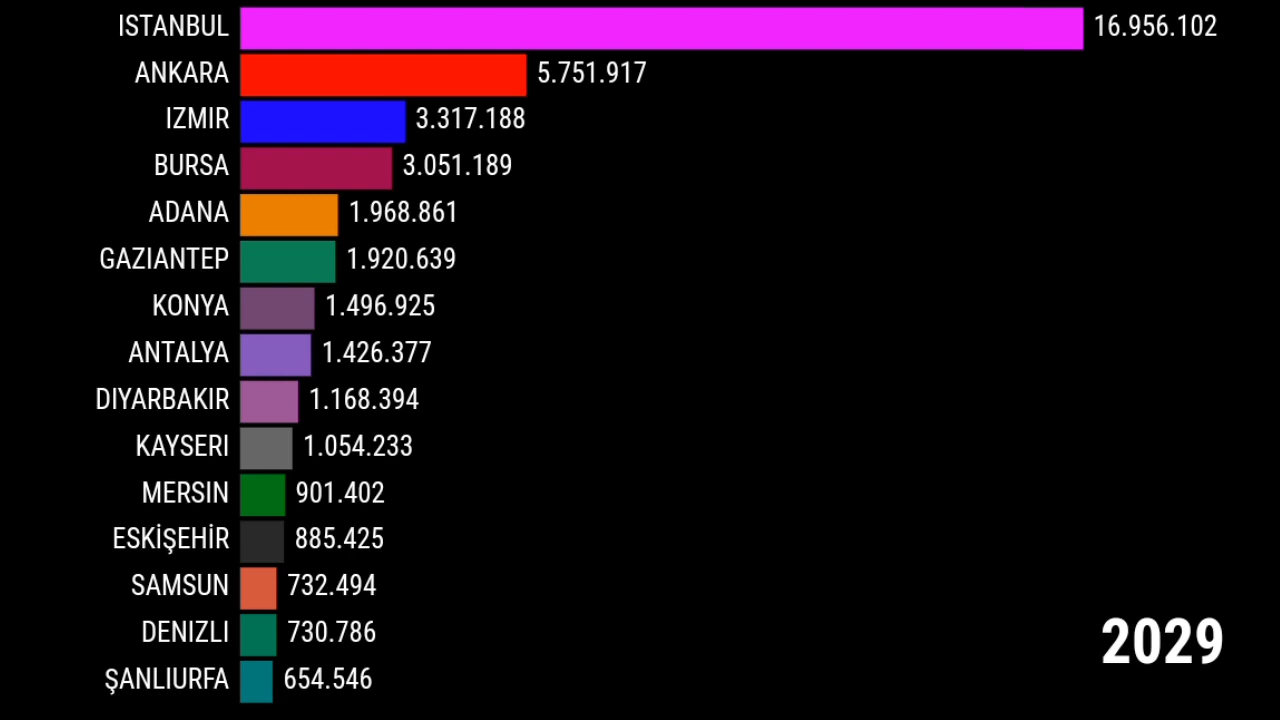 ISTANBUL 16.956.102
ANKARA 5.751.917
IZMIR 3.317.188
BURSA 3.051.189
ADANA 1.968.861
GAZIANTEP 1.920.639
KONYA 1.496.925
ANTALYA 1.426.377
DIYARBAKIR 1.168.394
KAYSERI 1.054.233
MERSIN 901.402
ESKİŞEHİR 885.425
SAMSUN 732.494
DENIZLI 730.786
ŞANLIURFA 654.546
2029